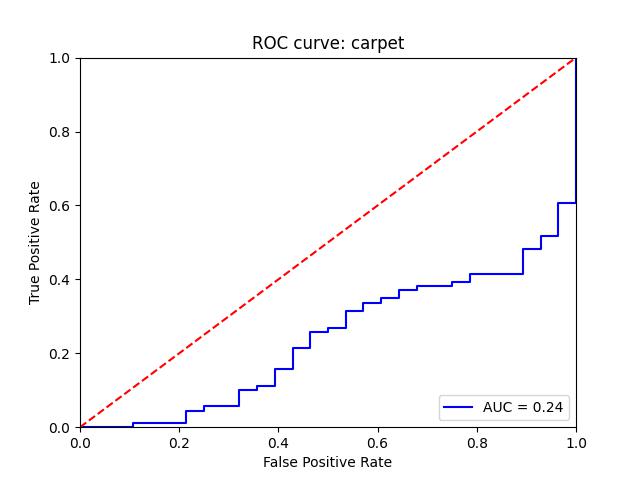 ROC curve: carpet
True Positive Rate
1.0
0.8
0.6
0.4
0.2
0.0
0.0 0.2 0.4 0.6 0.8 1.0
False Positive Rate
AUC = 0.24